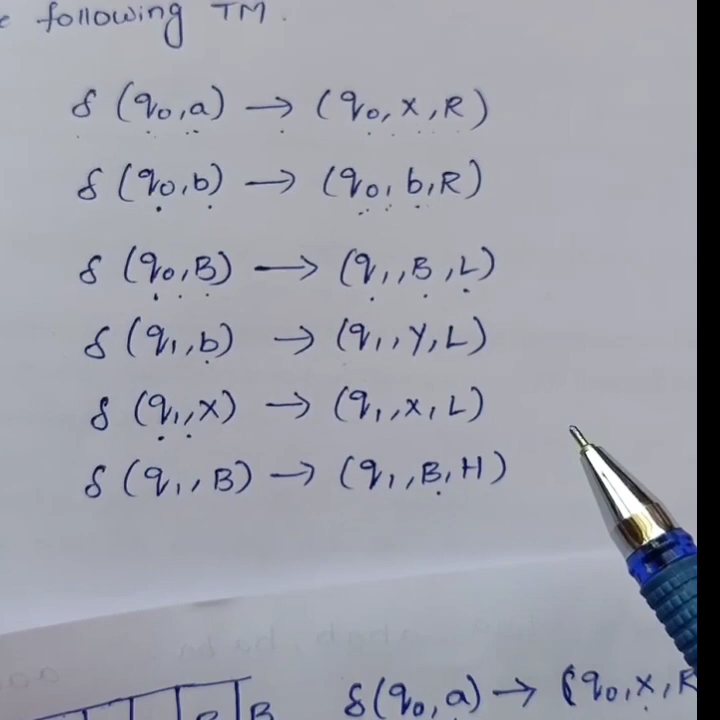 following TM.
δ (q0, a) → (q0, X, R)
δ (q0, b) → (q0, b, R)
δ (q0, B) → (q1, B, L)
δ (q1, b) → (q1, Y, L)
δ (q1, X) → (q1, X, L)
δ (q1, B) → (q1, B, H)
B δ(q0, a) → (q0, X, R